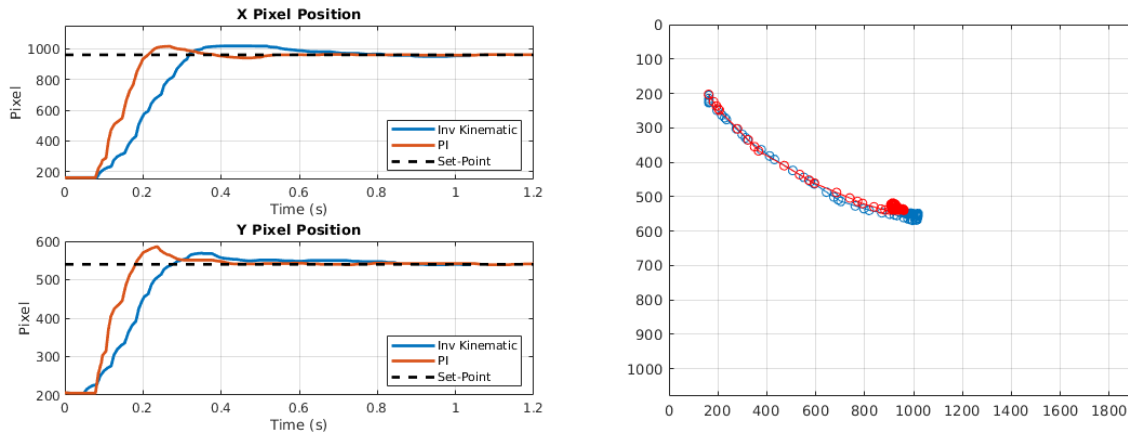 X Pixel Position
1000
800
600
400
200
Pixel
0 0.2 0.4 0.6 0.8 1 1.2
Time (s)
Inv Kinematic
PI
Set-Point
Y Pixel Position
600
500
400
300
200
Pixel
0 0.2 0.4 0.6 0.8 1 1.2
Time (s)
Inv Kinematic
PI
Set-Point
0
100
200
300
400
500
600
700
800
900
1000
0 200 400 600 800 1000 1200 1400 1600 1800